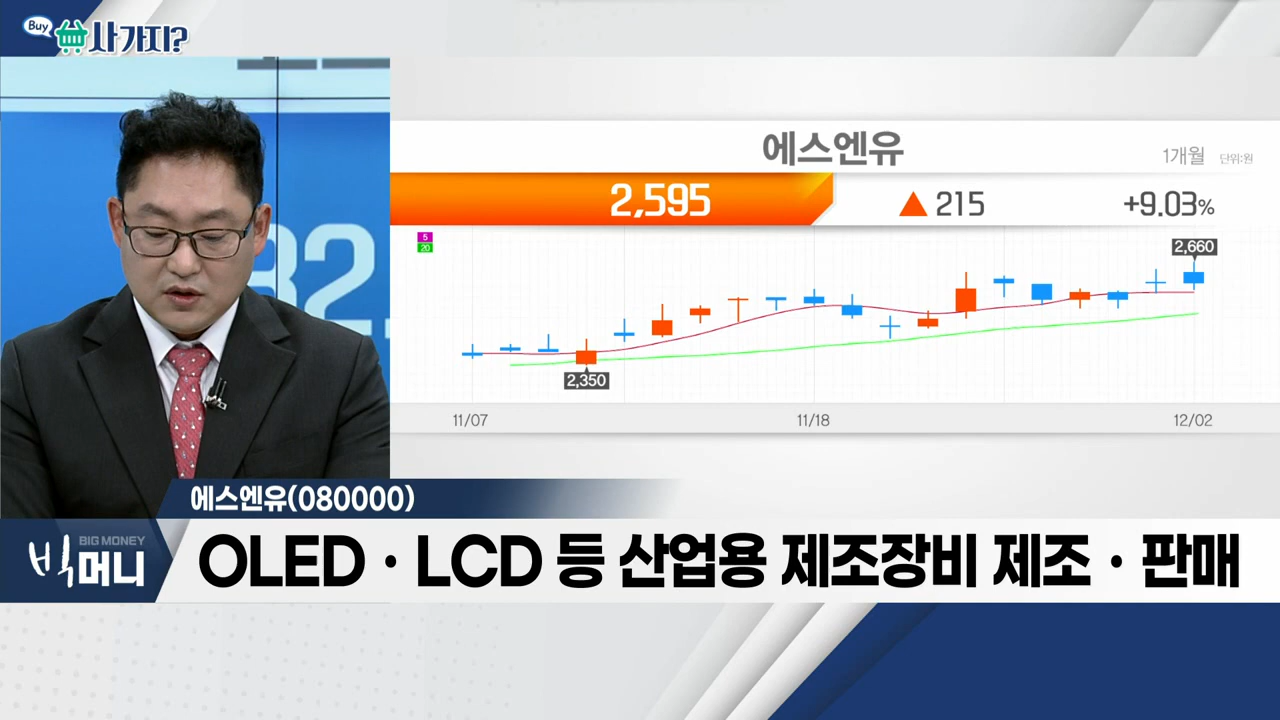 Buy 사가지?
에스엔유
1개월 단위:원
2,595
▲ 215
+9.03%
5
20
2,660
2,350
11/07 11/18 12/02
32.
에스엔유(080000)
BIG MONEY
빅머니
OLED · LCD 등 산업용 제조장비 제조 · 판매